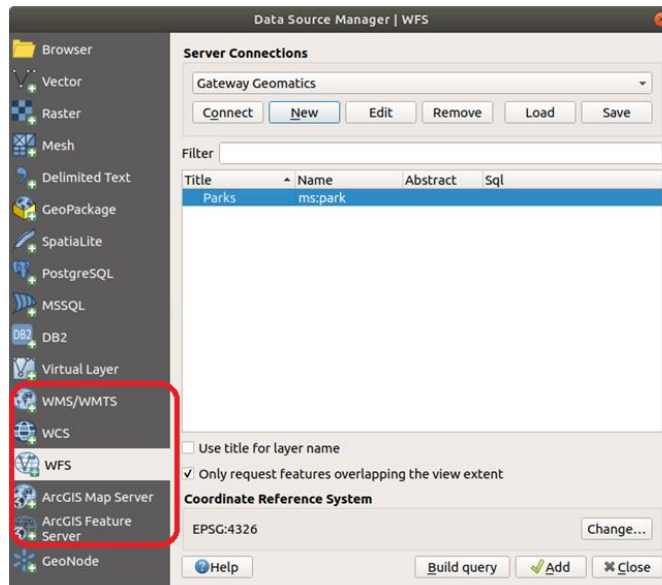 Data Source Manager | WFS
Browser
Vector
Raster
Mesh
Delimited Text
GeoPackage
SpatiaLite
PostgreSQL
MSSQL
DB2
DB2
Virtual Layer
WMS/WMTS
WCS
WFS
ArcGIS Map Server
ArcGIS Feature
Server
GeoNode
Server Connections
Gateway Geomatics
Connect New Edit Remove Load Save
Filter
Title Name Abstract Sql
Parks ms:park
Use title for layer name
Only request features overlapping the view extent
Coordinate Reference System
EPSG:4326 Change...
Help Build query Add Close